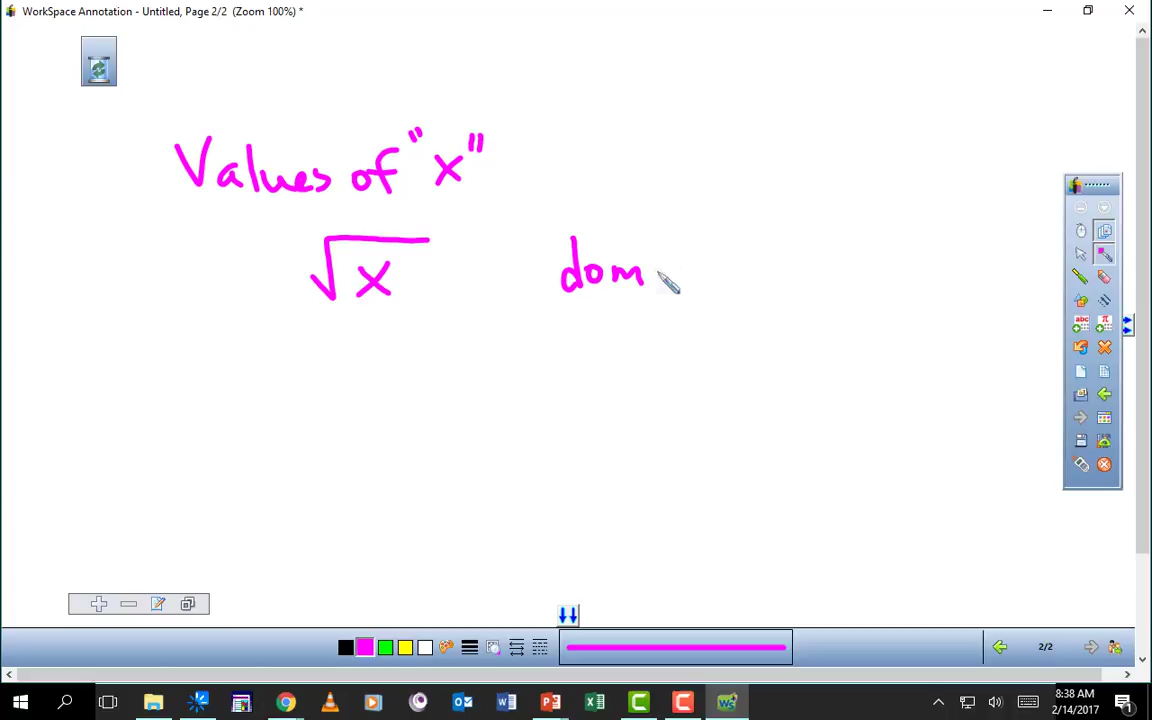 WorkSpace Annotation - Untitled, Page 2/2 (Zoom 100%) *
Values of "x"
√x dom
abc π
2/2
8:38 AM
2/14/2017